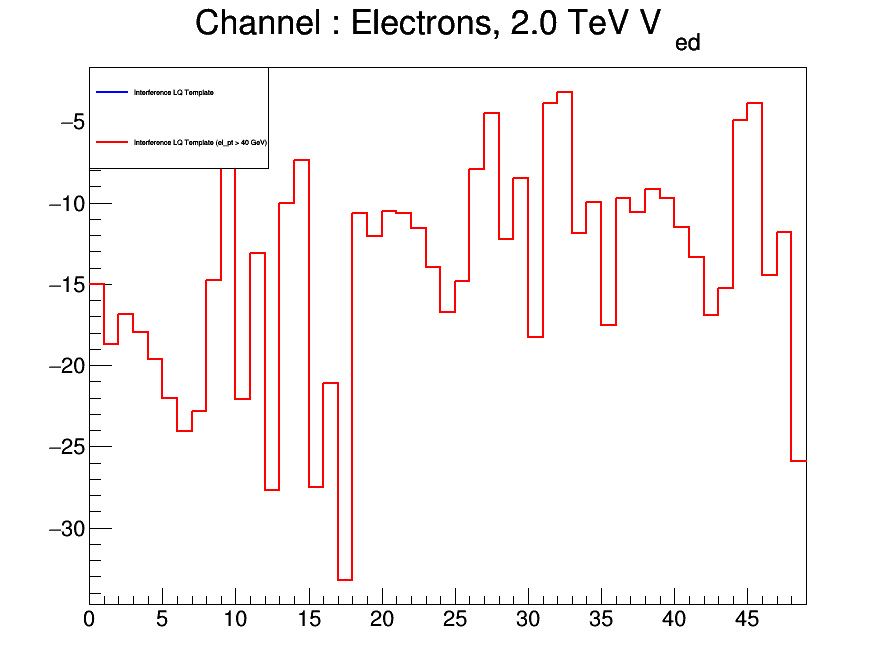 Channel : Electrons, 2.0 TeV V ed
Interference LQ Template
Interference LQ Template (el_pt > 40 GeV)
−5
−10
−15
−20
−25
−30
0 5 10 15 20 25 30 35 40 45